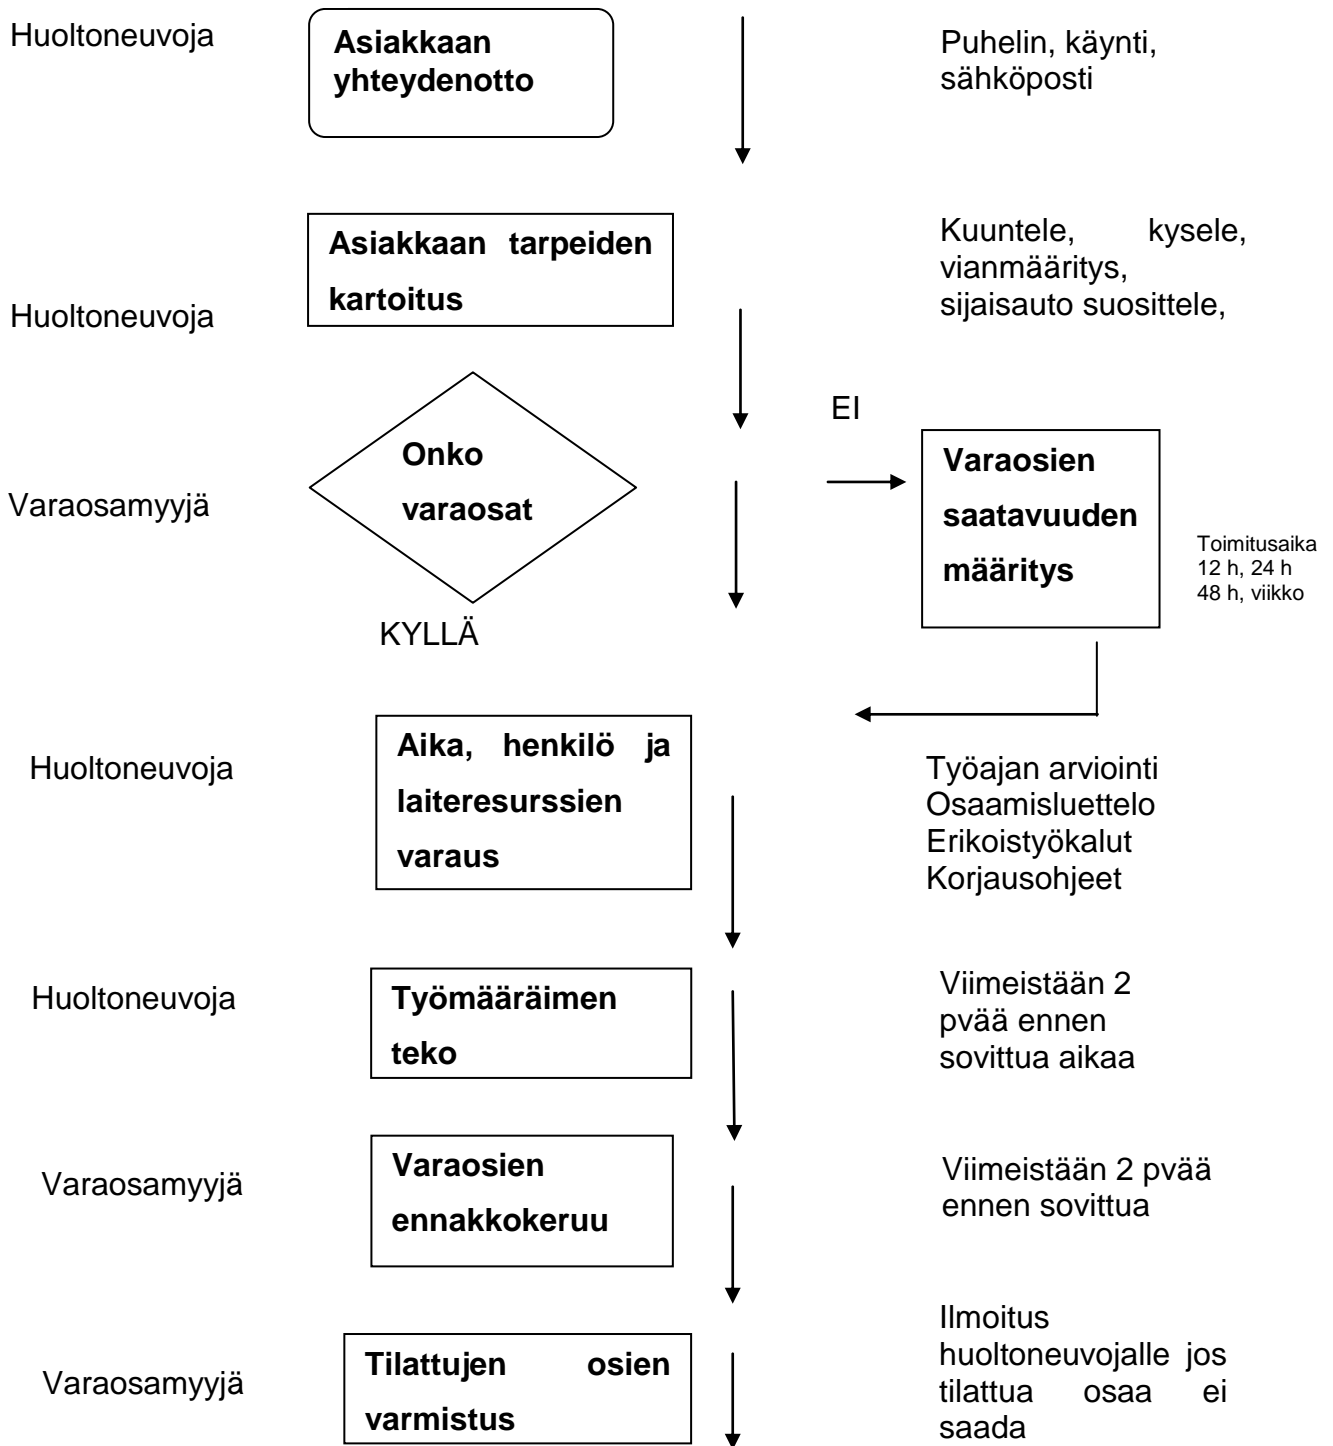 Huoltoneuvoja
Asiakkaan
yhteydenotto
Puhelin, käynti,
sähköposti
Huoltoneuvoja
Asiakkaan tarpeiden
kartoitus
Kuuntele, kysele,
vianmääritys,
sijaisauto suosittele,
Varaosamyyjä
Onko
varaosat
EI
KYLLÄ
Varaosien
saatavuuden
määritys
Toimitusaika
12 h, 24 h
48 h, viikko
Huoltoneuvoja
Aika, henkilö ja
laiteresurssien
varaus
Työajan arviointi
Osaamisluettelo
Erikoistyökalut
Korjausohjeet
Huoltoneuvoja
Työmääräimen
teko
Viimeistään 2
pvää ennen
sovittua aikaa
Varaosamyyjä
Varaosien
ennakkokeruu
Viimeistään 2 pvää
ennen sovittua
Varaosamyyjä
Tilattujen osien
varmistus
Ilmoitus
huoltoneuvojalle jos
tilattua osaa ei
saada